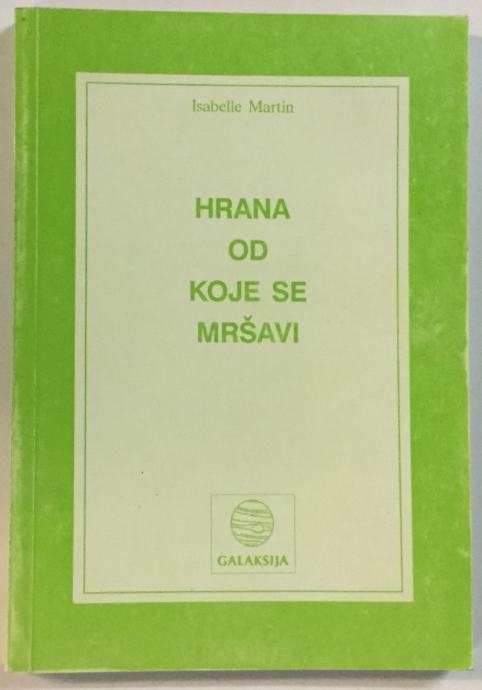 Isabelle Martin
HRANA
OD
KOJE SE
MRŠAVI
GALAKSIJA